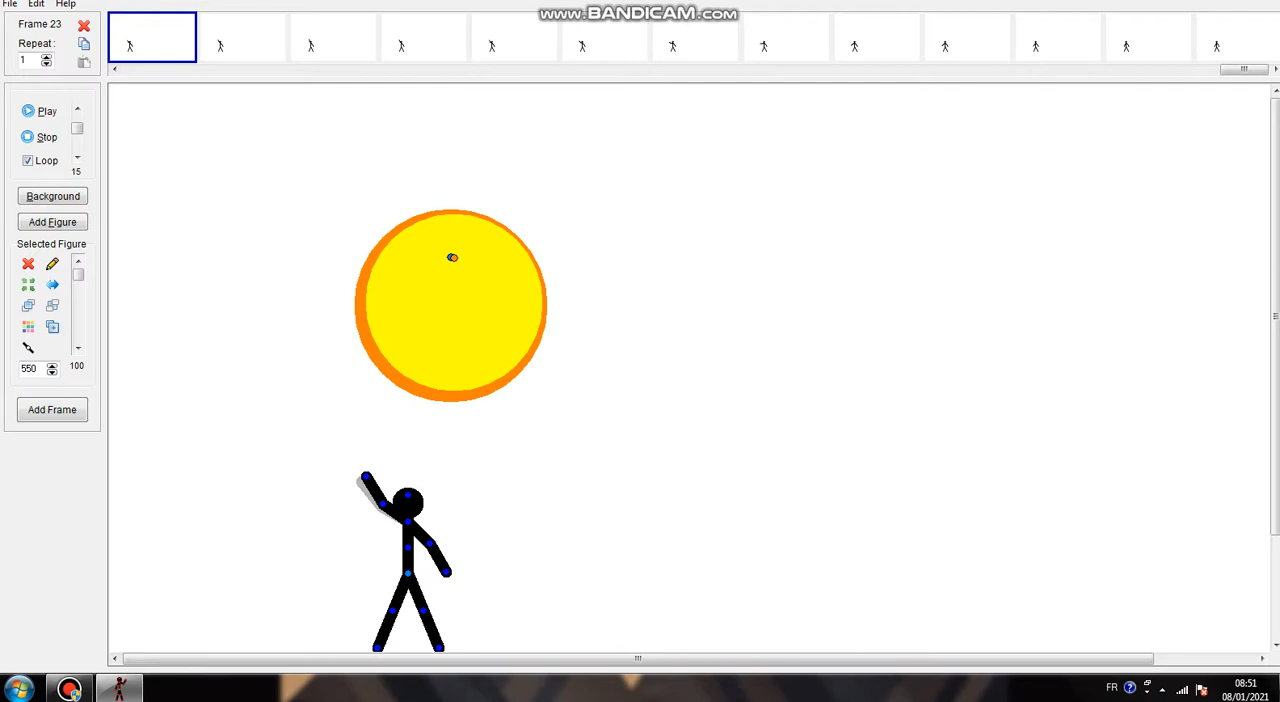 File Edit Help
www.BANDICAM.com
Frame 23
Repeat :
1
Play
Stop
Loop
15
Background
Add Figure
Selected Figure
550
100
Add Frame
FR
08:51
08/01/2021